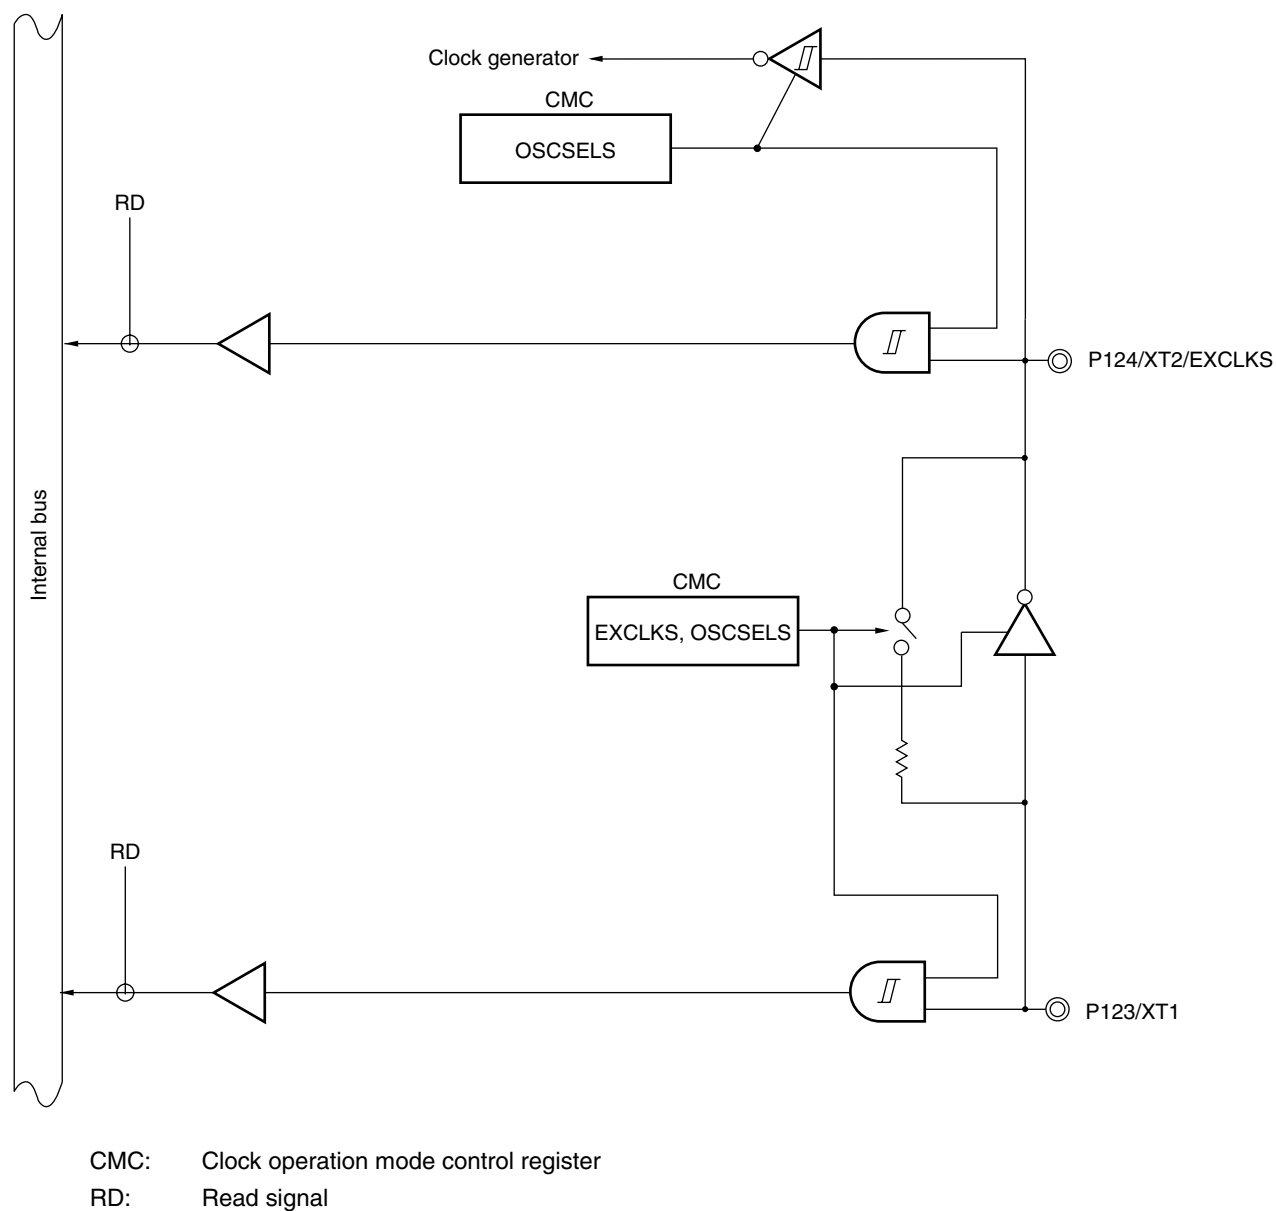 Clock generator
CMC
OSCSELS
RD
P124/XT2/EXCLKS
Internal bus
CMC
EXCLKS, OSCSELS
RD
P123/XT1
CMC: Clock operation mode control register
RD: Read signal